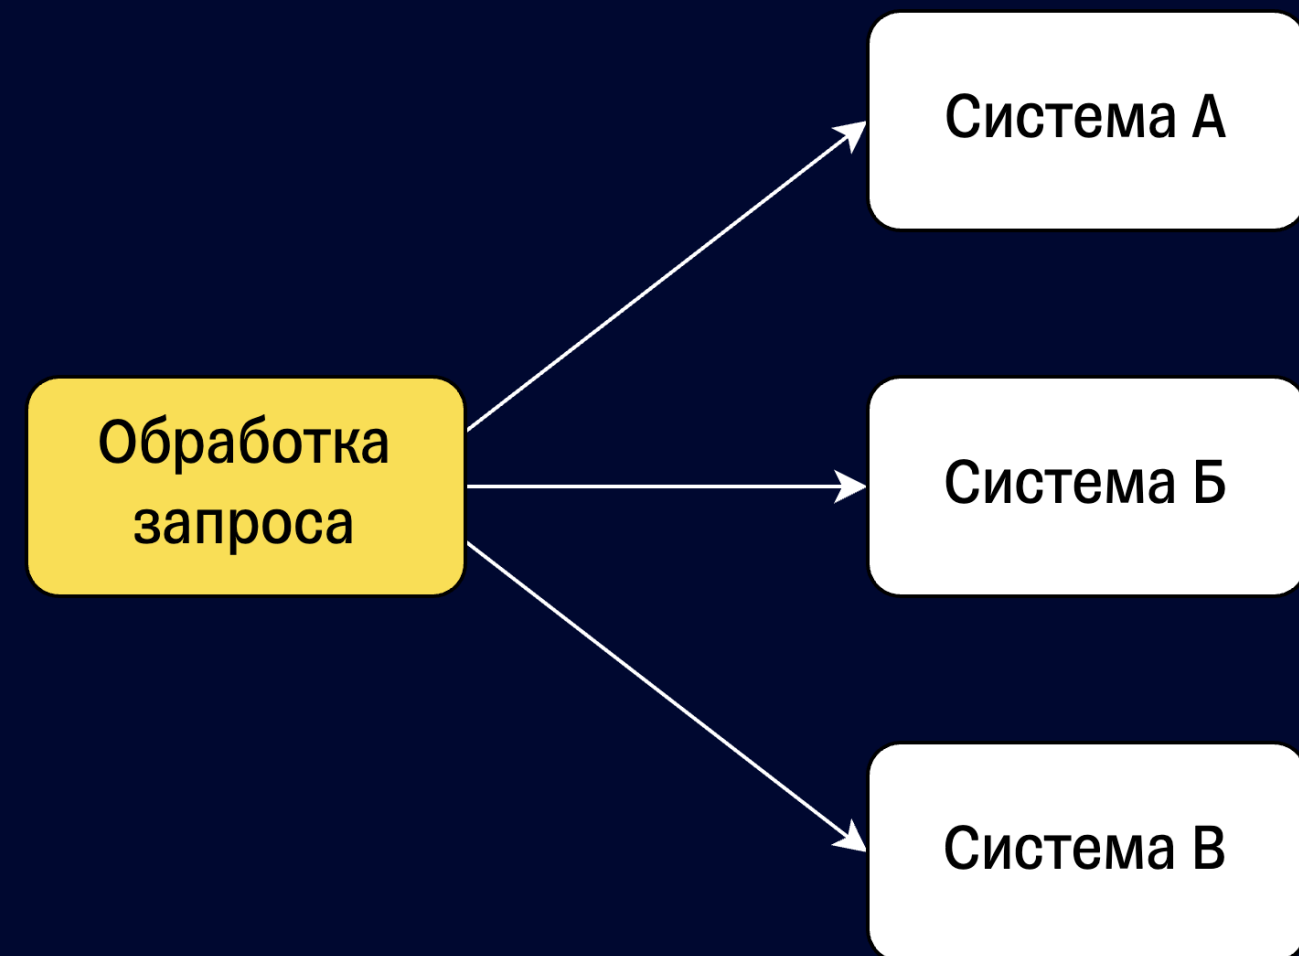 Система А
Обработка
запроса
Система Б
Система В